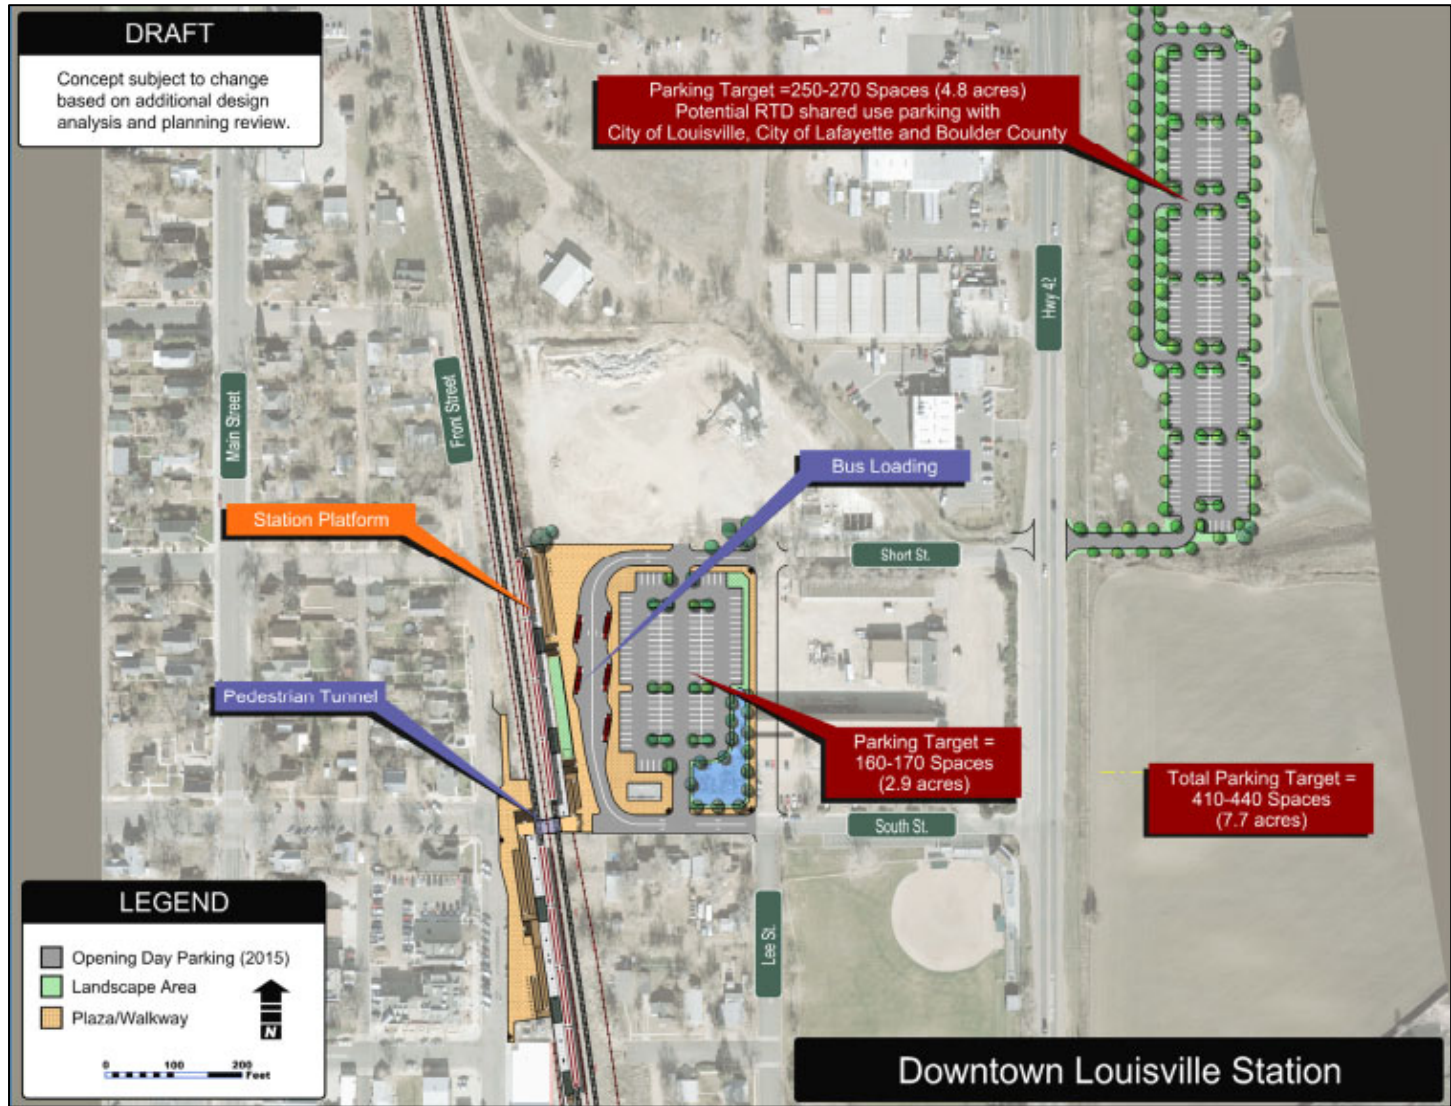 DRAFT
Concept subject to change
based on additional design
analysis and planning review.
Parking Target =250-270 Spaces (4.8 acres)
Potential RTD shared use parking with
City of Louisville, City of Lafayette and Boulder County
Hwy 42
Main Street
Front Street
Bus Loading
Station Platform
Short St.
Pedestrian Tunnel
Parking Target =
160-170 Spaces
(2.9 acres)
Total Parking Target =
410-440 Spaces
(7.7 acres)
South St.
Lee St.
LEGEND
Opening Day Parking (2015)
Landscape Area
Plaza/Walkway
N
0 100 200
Feet
Downtown Louisville Station